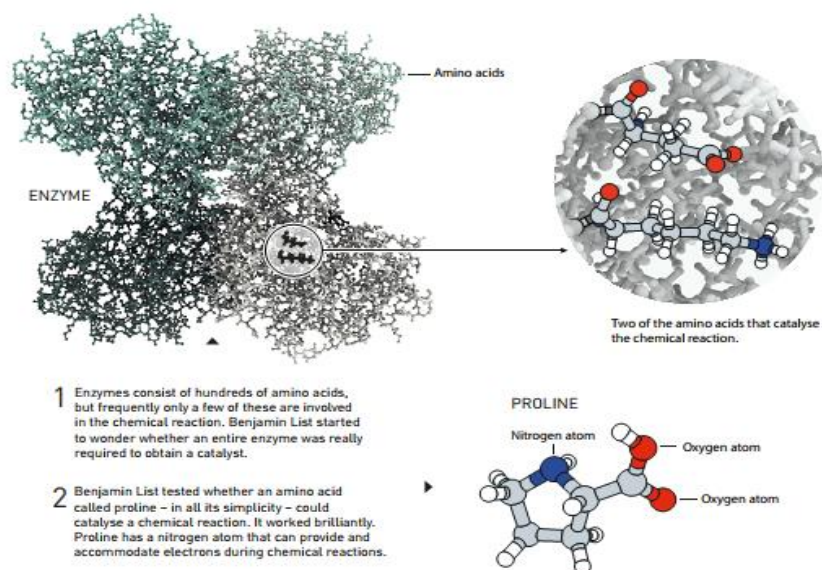 Amino acids
ENZYME
Two of the amino acids that catalyse
the chemical reaction.
1 Enzymes consist of hundreds of amino acids,
but frequently only a few of these are involved
in the chemical reaction. Benjamin List started
to wonder whether an entire enzyme was really
required to obtain a catalyst.
2 Benjamin List tested whether an amino acid
called proline – in all its simplicity – could
catalyse a chemical reaction. It worked brilliantly.
Proline has a nitrogen atom that can provide and
accommodate electrons during chemical reactions.
PROLINE
Nitrogen atom
Oxygen atom
Oxygen atom